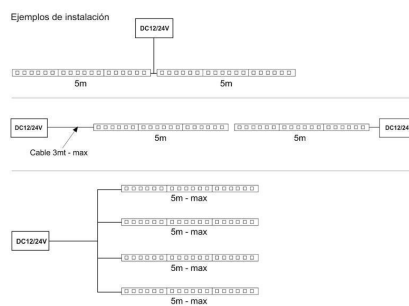 Ejemplos de instalación
DC12/24V
5m 5m
DC12/24V DC12/24
5m 5m
Cable 3mt - max
5m - max
5m - max
DC12/24V
5m - max
5m - max